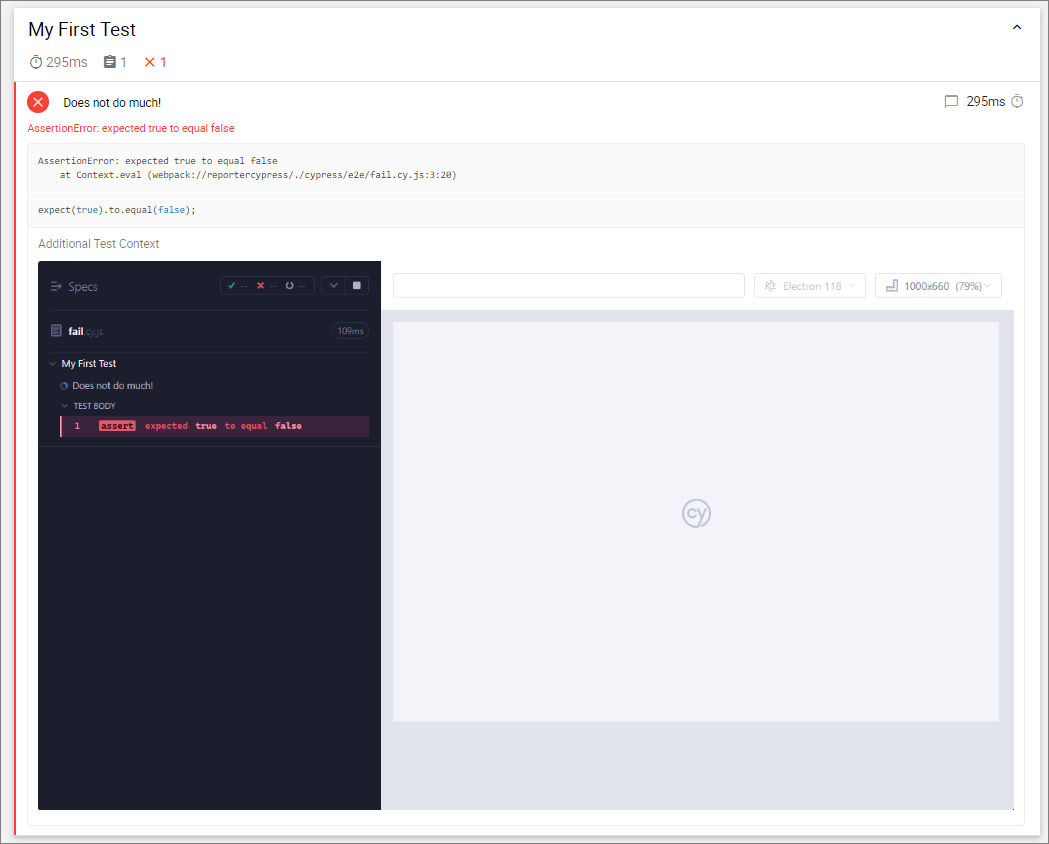 My First Test
295ms 1 1
Does not do much! 295ms
AssertionError: expected true to equal false
AssertionError: expected true to equal false
at Context.eval (webpack://reportercypress/./cypress/e2e/fail.cy.js:3:20)
expect(true).to.equal(false);
Additional Test Context
Specs -- -- -- Electron 118 1000x660 (79%)
fail.cy.js 109ms
My First Test
Does not do much!
TEST BODY
1 assert expected true to equal false
cy